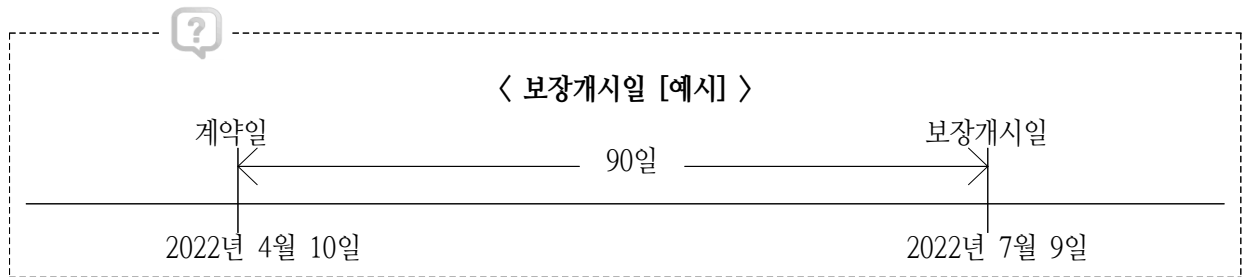 ?
〈 보장개시일 [예시] 〉
계약일 보장개시일
90일
2022년 4월 10일 2022년 7월 9일